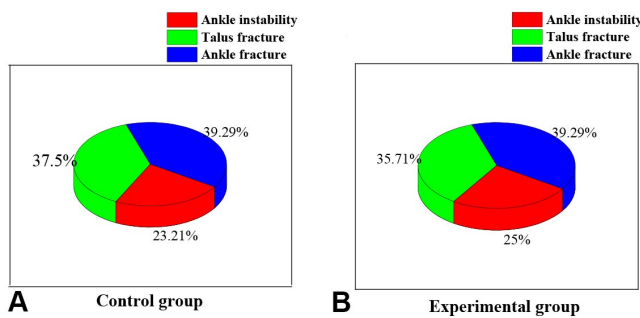 Ankle instability
Talus fracture
Ankle fracture
39.29%
37.5%
23.21%
A
Control group
Ankle instability
Talus fracture
Ankle fracture
39.29%
35.71%
25%
B
Experimental group